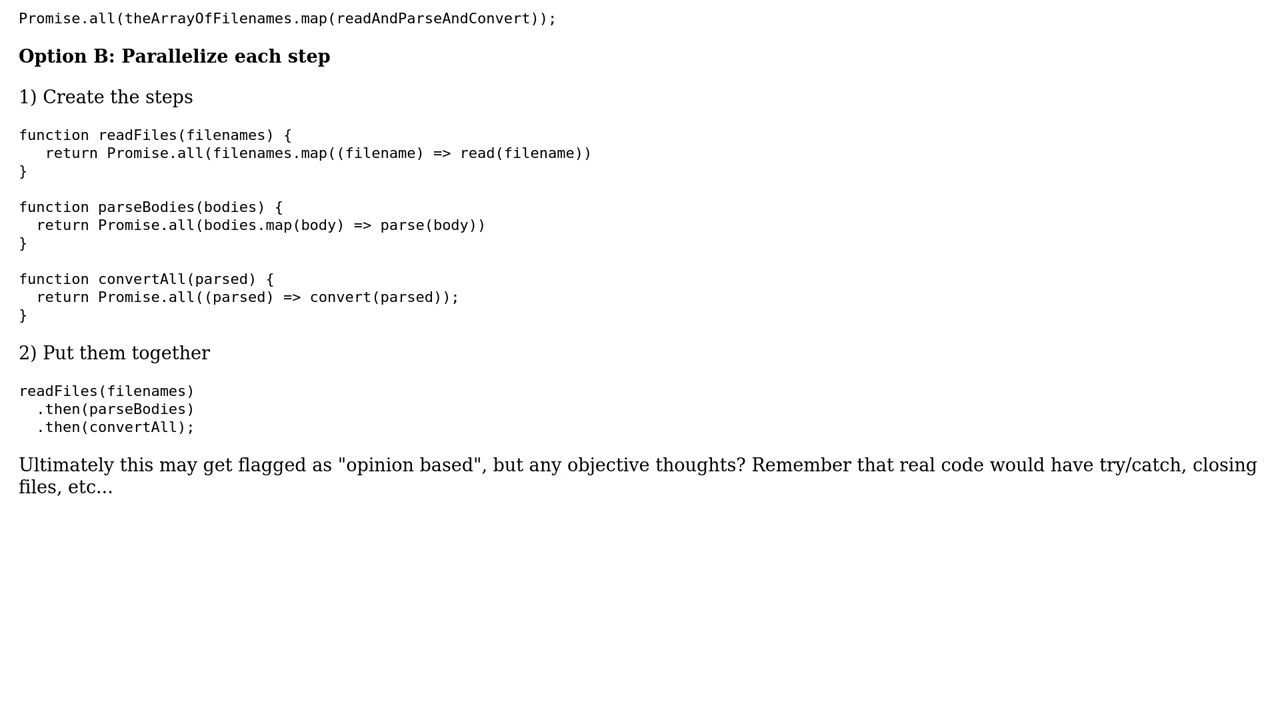 Promise.all(theArrayOfFilenames.map(readAndParseAndConvert));
Option B: Parallelize each step
1) Create the steps
function readFiles(filenames) {
   return Promise.all(filenames.map((filename) => read(filename))
}
function parseBodies(bodies) {
  return Promise.all(bodies.map(body) => parse(body))
}
function convertAll(parsed) {
  return Promise.all((parsed) => convert(parsed));
}
2) Put them together
readFiles(filenames)
  .then(parseBodies)
  .then(convertAll);
Ultimately this may get flagged as "opinion based", but any objective thoughts? Remember that real code would have try/catch, closing
files, etc...